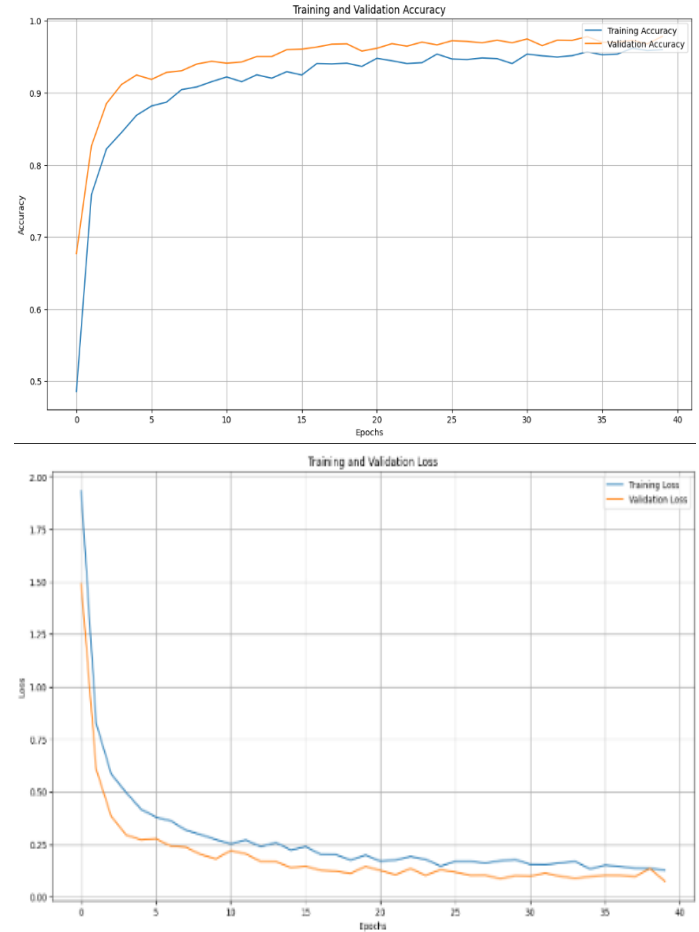 Training and Validation Accuracy
1.0
Training Accuracy
Validation Accuracy
0.9
0.8
0.7
0.6
0.5
Accuracy
0 5 10 15 20 25 30 35 40
Epochs
Training and Validation Loss
2.00
Training Loss
Validation Loss
1.75
1.50
1.25
1.00
0.75
0.50
0.25
0.00
Loss
0 5 10 15 20 25 30 35 40
Epochs